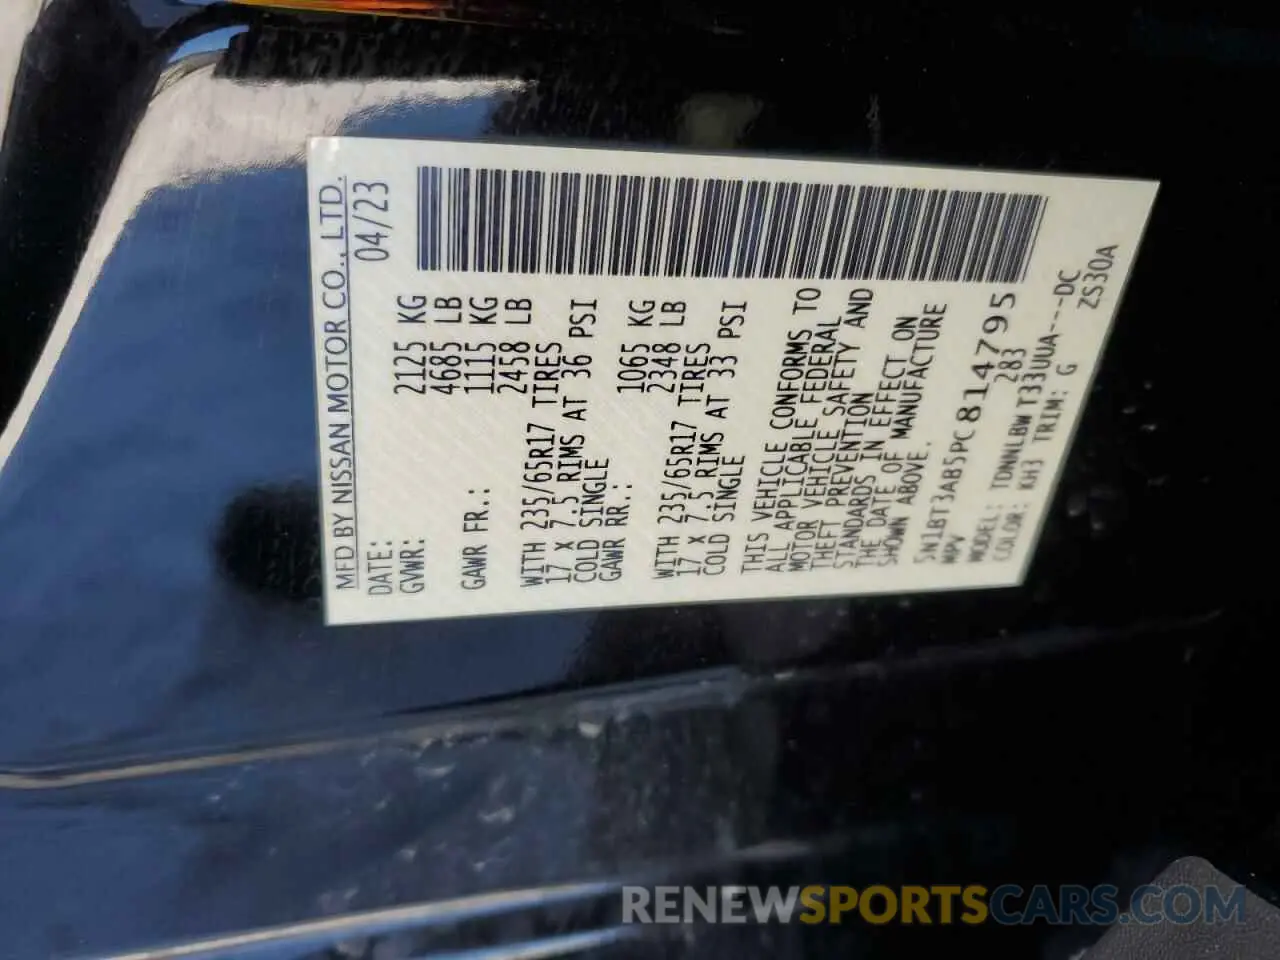 MFD BY NISSAN MOTOR CO., LTD.
DATE: 04/23
GVWR: 2125 KG
4685 LB
GAWR FR.: 1115 KG
2458 LB
WITH 235/65R17 TIRES
17 x 7.5 RIMS AT 36 PSI
COLD SINGLE
GAWR RR.: 1065 KG
2348 LB
WITH 235/65R17 TIRES
17 x 7.5 RIMS AT 33 PSI
COLD SINGLE
THIS VEHICLE CONFORMS TO
ALL APPLICABLE FEDERAL
MOTOR VEHICLE SAFETY AND
THEFT PREVENTION
STANDARDS IN EFFECT ON
THE DATE OF MANUFACTURE
SHOWN ABOVE.
5N1BT3AB5PC814795
MPV 283
MODEL: TDNNLBWT33UUA---DC
COLOR: KH3 TRIM: G ZS30A
RENEWSPORTSCARS.COM